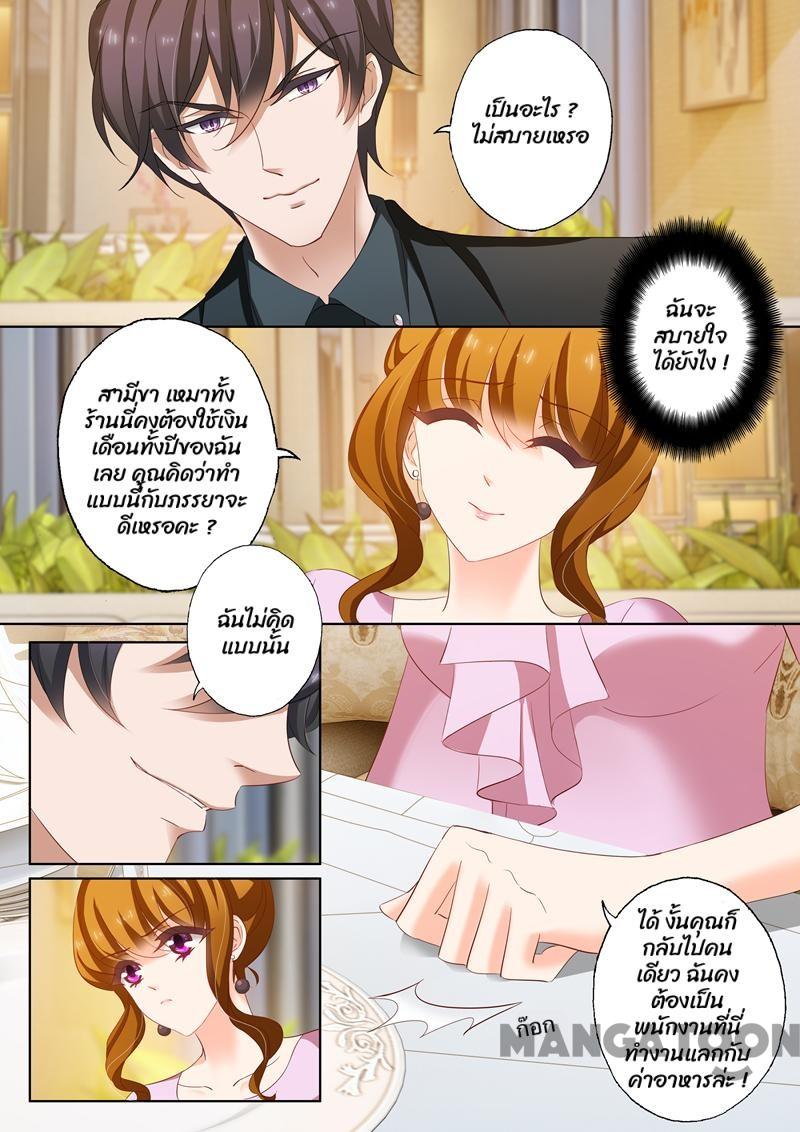 เป็นอะไร ?
ไม่สบายเหรอ
ฉันจะ
สบายใจ
ได้ยังไง !
สามีขา เหมาทั้ง
ร้านนี้คงต้องใช้เงิน
เดือนทั้งปีของฉัน
เลย คุณคิดว่าทำ
แบบนี้กับภรรยาจะ
ดีเหรอคะ ?
ฉันไม่คิด
แบบนั้น
ได้ งั้นคุณก็
กลับไปคน
เดียว ฉันคง
ต้องเป็น
พนักงานที่นี่
ทำงานแลกกับ
ค่าอาหารล่ะ !
ก๊อก
MANGATOON